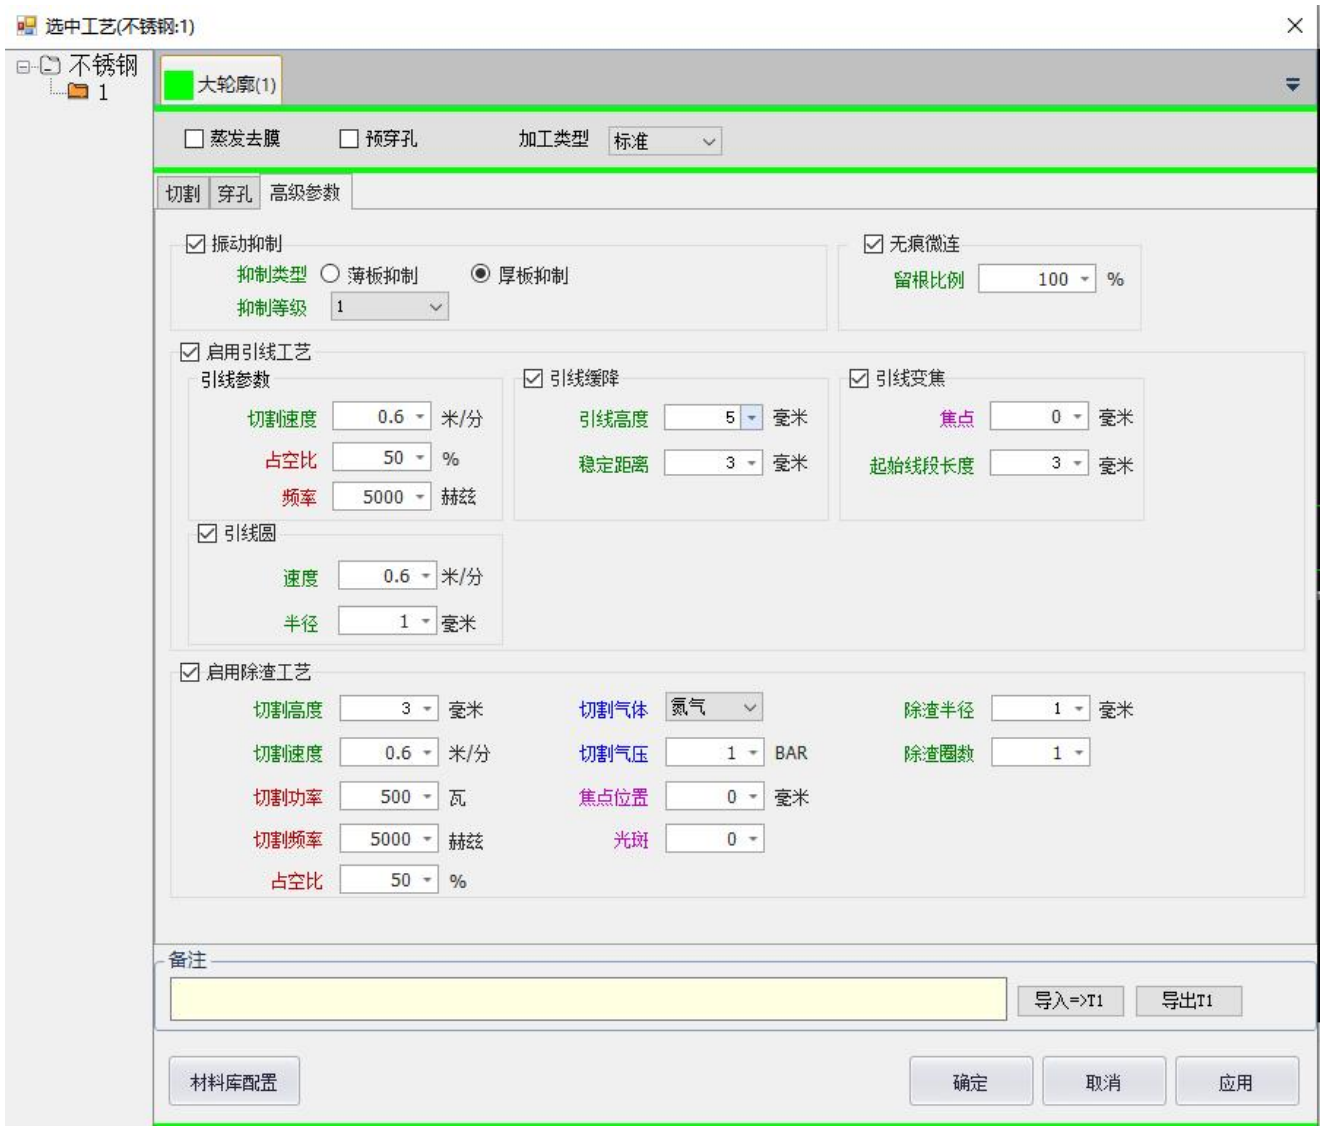 选中工艺(不锈钢:1)
不锈钢
1
大轮廓(1)
蒸发去膜 预穿孔 加工类型 标准
切割 穿孔 高级参数
振动抑制 无痕微连
抑制类型 薄板抑制 厚板抑制 留根比例 100 %
抑制等级 1
启用引线工艺
引线参数 引线缓降 引线变焦
切割速度 0.6 米/分 引线高度 5 毫米 焦点 0 毫米
占空比 50 % 稳定距离 3 毫米 起始线段长度 3 毫米
频率 5000 赫兹
引线圆
速度 0.6 米/分
半径 1 毫米
启用除渣工艺
切割高度 3 毫米 切割气体 氮气 除渣半径 1 毫米
切割速度 0.6 米/分 切割气压 1 BAR 除渣圈数 1
切割功率 500 瓦 焦点位置 0 毫米
切割频率 5000 赫兹 光斑 0
占空比 50 %
备注
导入=>T1 导出T1
材料库配置 确定 取消 应用